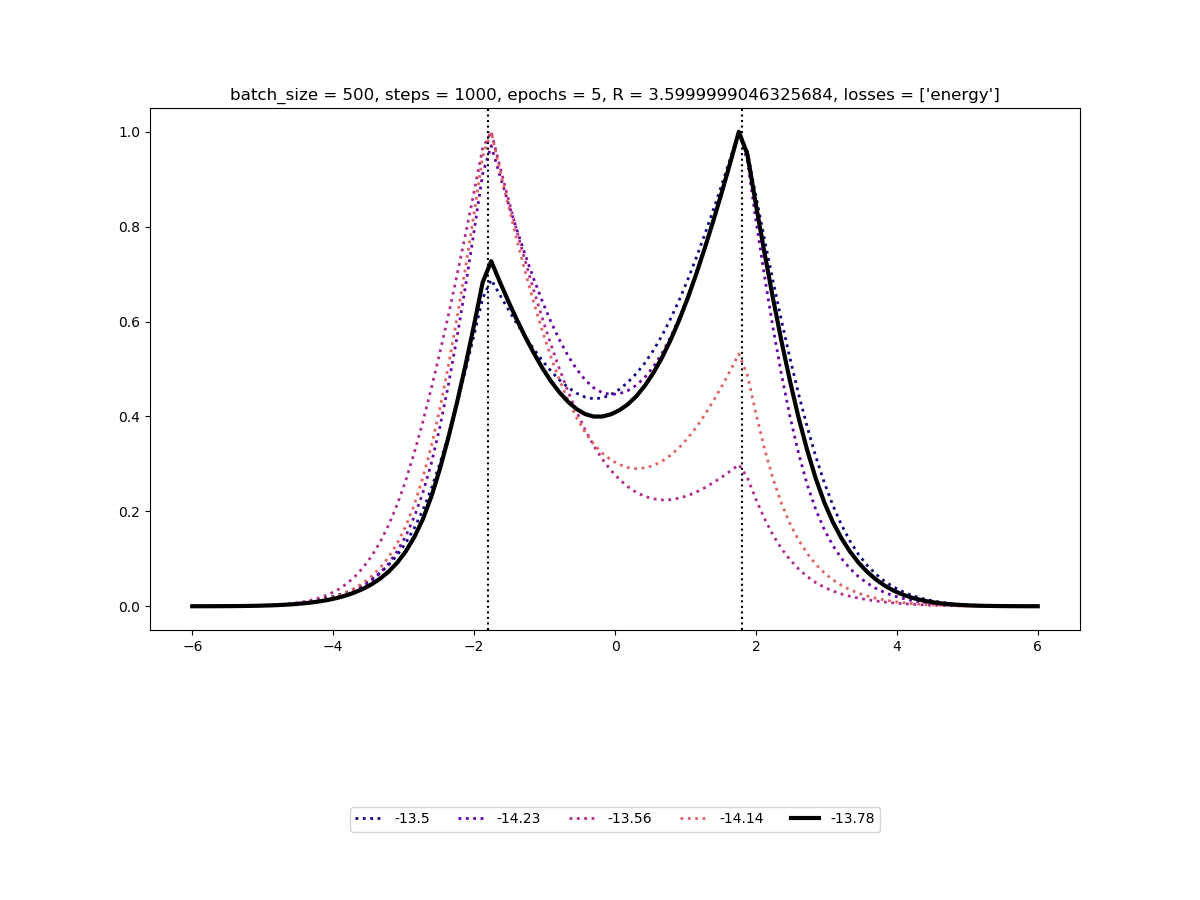 batch_size = 500, steps = 1000, epochs = 5, R = 3.5999999046325684, losses = ['energy']
1.0
0.8
0.6
0.4
0.2
0.0
−6 −4 −2 0 2 4 6
-13.5 -14.23 -13.56 -14.14 -13.78